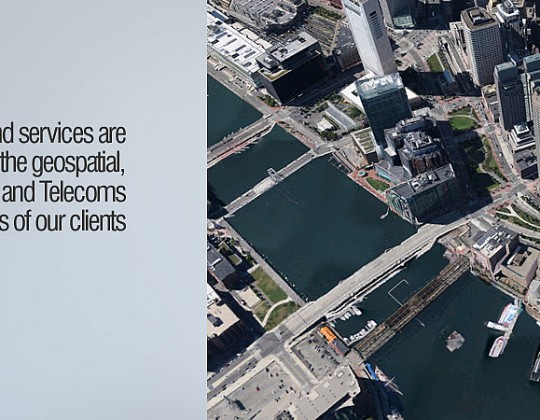 nd services are
the geospatial,
and Telecoms
s of our clients